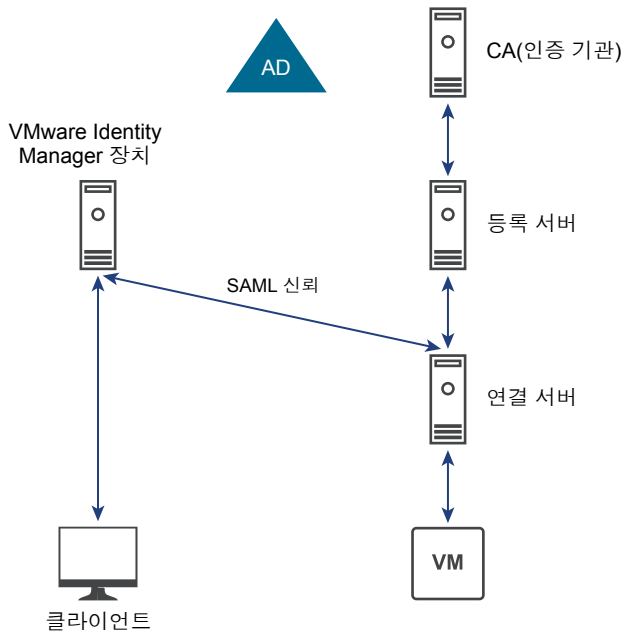 AD
CA(인증 기관)
VMware Identity
Manager 장치
등록 서버
SAML 신뢰
연결 서버
VM
클라이언트